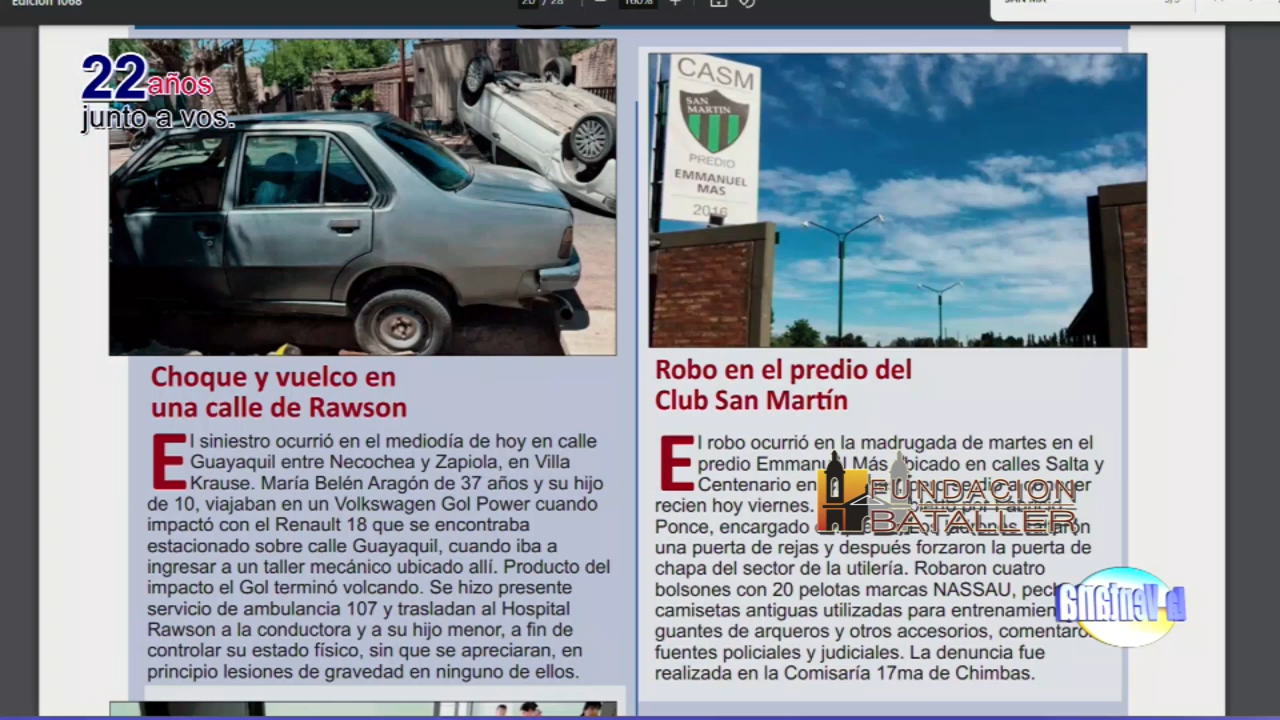 Edición 1068
20 / 28
160%
SAN MA
22 años
junto a vos.
CASM
SAN MARTIN
PREDIO
EMMANUEL
MAS
2016
Choque y vuelco en
una calle de Rawson
El siniestro ocurrió en el mediodía de hoy en calle
Guayaquil entre Necochea y Zapiola, en Villa
Krause. María Belén Aragón de 37 años y su hijo
de 10, viajaban en un Volkswagen Gol Power cuando
impactó con el Renault 18 que se encontraba
estacionado sobre calle Guayaquil, cuando iba a
ingresar a un taller mecánico ubicado allí. Producto del
impacto el Gol terminó volcando. Se hizo presente
servicio de ambulancia 107 y trasladan al Hospital
Rawson a la conductora y a su hijo menor, a fin de
controlar su estado físico, sin que se apreciaran, en
principio lesiones de gravedad en ninguno de ellos.
Robo en el predio del
Club San Martín
El robo ocurrió en la madrugada de martes en el
predio Emmanuel Más ubicado en calles Salta y
Centenario en
recien hoy viernes.
Ponce, encargado
una puerta de rejas y después forzaron la puerta de
chapa del sector de la utilería. Robaron cuatro
bolsones con 20 pelotas marcas NASSAU,
camisetas antiguas utilizadas para
guantes de arqueros y otros accesorios,
fuentes policiales y judiciales. La denuncia fue
realizada en la Comisaría 17ma de Chimbas.
FUNDACION
BATALLER